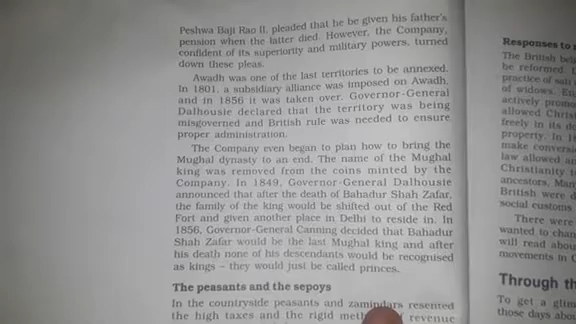 Peshwa Baji Rao II, pleaded that he be given his father's
pension when the latter died. However, the Company,
confident of its superiority and military powers, turned
down these pleas.
Awadh was one of the last territories to be annexed.
In 1801, a subsidiary alliance was imposed on Awadh,
and in 1856 it was taken over. Governor-General
Dalhousie declared that the territory was being
misgoverned and British rule was needed to ensure
proper administration.
The Company even began to plan how to bring the
Mughal dynasty to an end. The name of the Mughal
king was removed from the coins minted by the
Company. In 1849, Governor-General Dalhousie
announced that after the death of Bahadur Shah Zafar,
the family of the king would be shifted out of the Red
Fort and given another place in Delhi to reside in. In
1856, Governor-General Canning decided that Bahadur
Shah Zafar would be the last Mughal king and after
his death none of his descendants would be recognised
as kings – they would just be called princes.
The peasants and the sepoys
In the countryside peasants and zamindars resented
the high taxes and the rigid revenue
Responses to
The British
be reformed.
practice of sati
of widows.
actively promo
allowed Chris
freely in its
property. In
make conversi
law allowed
Christianity
ancestors.
British were
social customs
There were
wanted to chan
will read about
movements in
Through th
To get a glim
those days abou